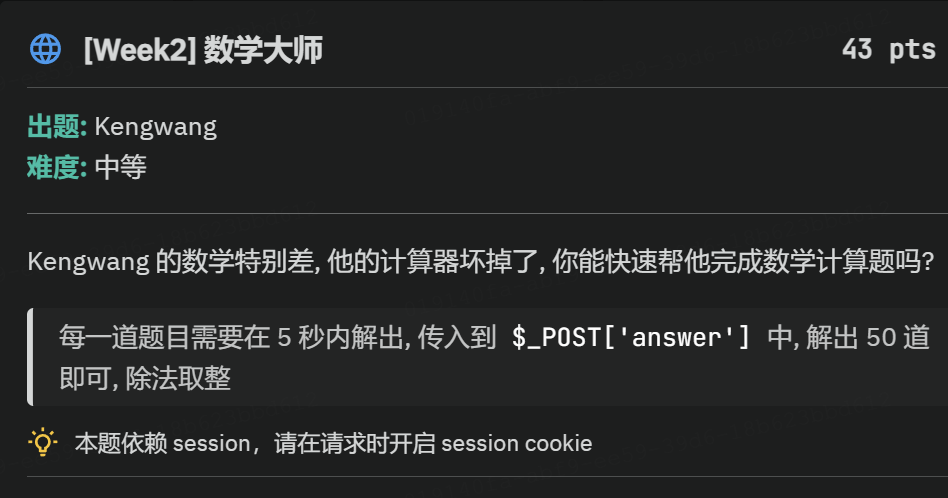 [Week2] 数学大师 43 pts
出题: Kengwang
难度: 中等
Kengwang 的数学特别差, 他的计算器坏掉了, 你能快速帮他完成数学计算题吗?
每一道题目需要在 5 秒内解出, 传入到 $_POST['answer'] 中, 解出 50 道
即可, 除法取整
本题依赖 session，请在请求时开启 session cookie